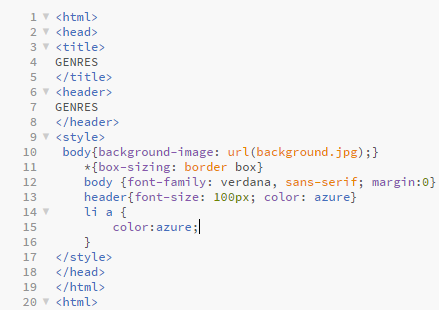 1 <html>
2 <head>
3 <title>
4 GENRES
5 </title>
6 <header>
7 GENRES
8 </header>
9 <style>
10 body{background-image: url(background.jpg);}
11 *{box-sizing: border box}
12 body {font-family: verdana, sans-serif; margin:0}
13 header{font-size: 100px; color: azure}
14 li a {
15 color:azure;
16 }
17 </style>
18 </head>
19 </html>
20 <html>